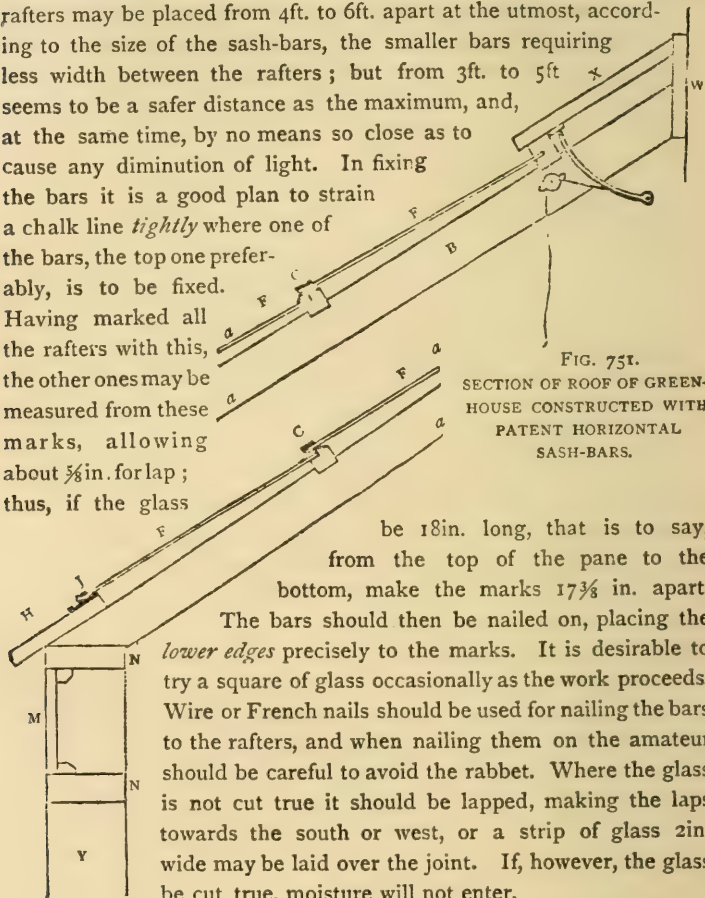 rafters may be placed from 4ft. to 6ft. apart at the utmost, accord-
ing to the size of the sash-bars, the smaller bars requiring
less width between the rafters; but from 3ft. to 5ft
seems to be a safer distance as the maximum, and,
at the same time, by no means so close as to
cause any diminution of light. In fixing
the bars it is a good plan to strain
a chalk line tightly where one of
the bars, the top one prefer-
ably, is to be fixed.
Having marked all
the rafters with this,
the other ones may be
measured from these
marks, allowing
about ⅝in. for lap;
thus, if the glass
X
W
F
B
C
F
a
a
FIG. 751.
SECTION OF ROOF OF GREEN-
HOUSE CONSTRUCTED WITH
PATENT HORIZONTAL
SASH-BARS.
a
F
C
a
F
J
H
be 18in. long, that is to say
from the top of the pane to the
bottom, make the marks 17⅜ in. apart
The bars should then be nailed on, placing the
lower edges precisely to the marks. It is desirable to
try a square of glass occasionally as the work proceeds
Wire or French nails should be used for nailing the bars
to the rafters, and when nailing them on the amateur
should be careful to avoid the rabbet. Where the glass
is not cut true it should be lapped, making the laps
towards the south or west, or a strip of glass 2in
wide may be laid over the joint. If, however, the glass
be cut true, moisture will not enter.
N
M
N
Y